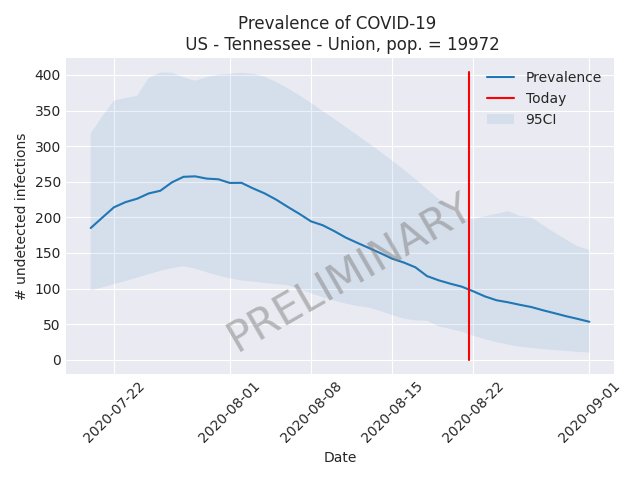 Prevalence of COVID-19
US - Tennessee - Union, pop. = 19972
# undetected infections
400
350
300
250
200
150
100
50
0
Prevalence
Today
95CI
PRELIMINARY
2020-07-22
2020-08-01
2020-08-08
2020-08-15
2020-08-22
2020-09-01
Date